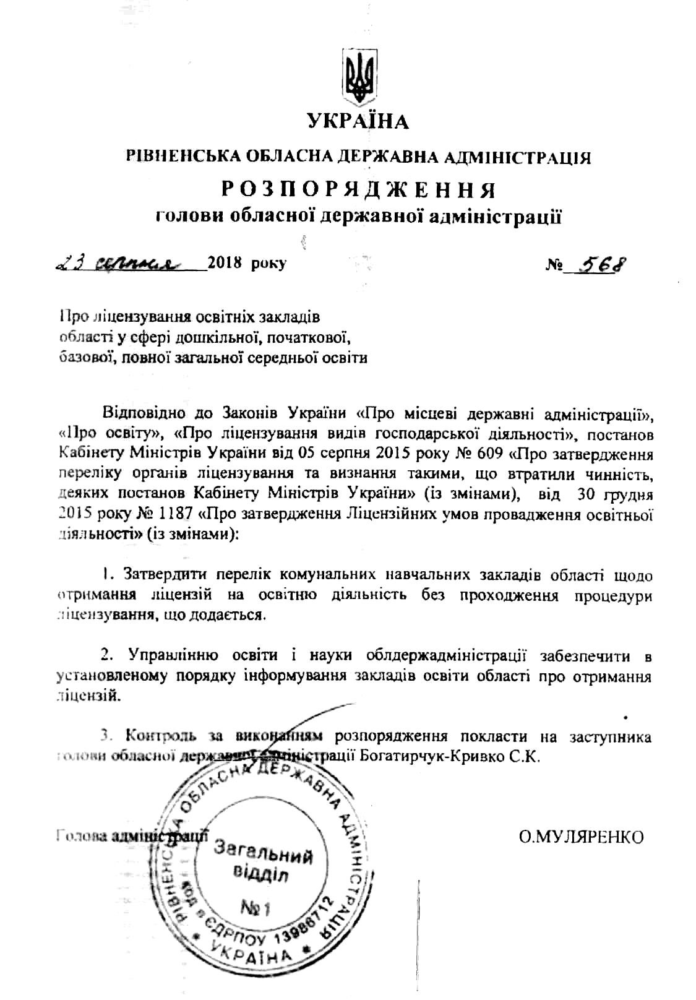 УКРАЇНА
РІВНЕНСЬКА ОБЛАСНА ДЕРЖАВНА АДМІНІСТРАЦІЯ
РОЗПОРЯДЖЕННЯ
голови обласної державної адміністрації
23 серпня 2018 року № 568
Про ліцензування освітніх закладів
області у сфері дошкільної, початкової,
базової, повної загальної середньої освіти
Відповідно до Законів України «Про місцеві державні адміністрації»,
«Про освіту», «Про ліцензування видів господарської діяльності», постанов
Кабінету Міністрів України від 05 серпня 2015 року № 609 «Про затвердження
переліку органів ліцензування та визнання такими, що втратили чинність,
деяких постанов Кабінету Міністрів України» (із змінами), від 30 грудня
2015 року № 1187 «Про затвердження Ліцензійних умов провадження освітньої
діяльності» (із змінами):
1. Затвердити перелік комунальних навчальних закладів області щодо
отримання ліцензій на освітню діяльність без проходження процедури
ліцензування, що додається.
2. Управлінню освіти і науки облдержадміністрації забезпечити в
установленому порядку інформування закладів освіти області про отримання
ліцензій.
3. Контроль за виконанням розпорядження покласти на заступника
голови обласної державної адміністрації Богатирчук-Кривко С.К.
Голова адміністрації О.МУЛЯРЕНКО
РІВНЕНСЬКА ОБЛАСНА ДЕРЖАВНА АДМІНІСТРАЦІЯ
Загальний
відділ
№1
код в ЄДРПОУ 13986712
* УКРАЇНА *